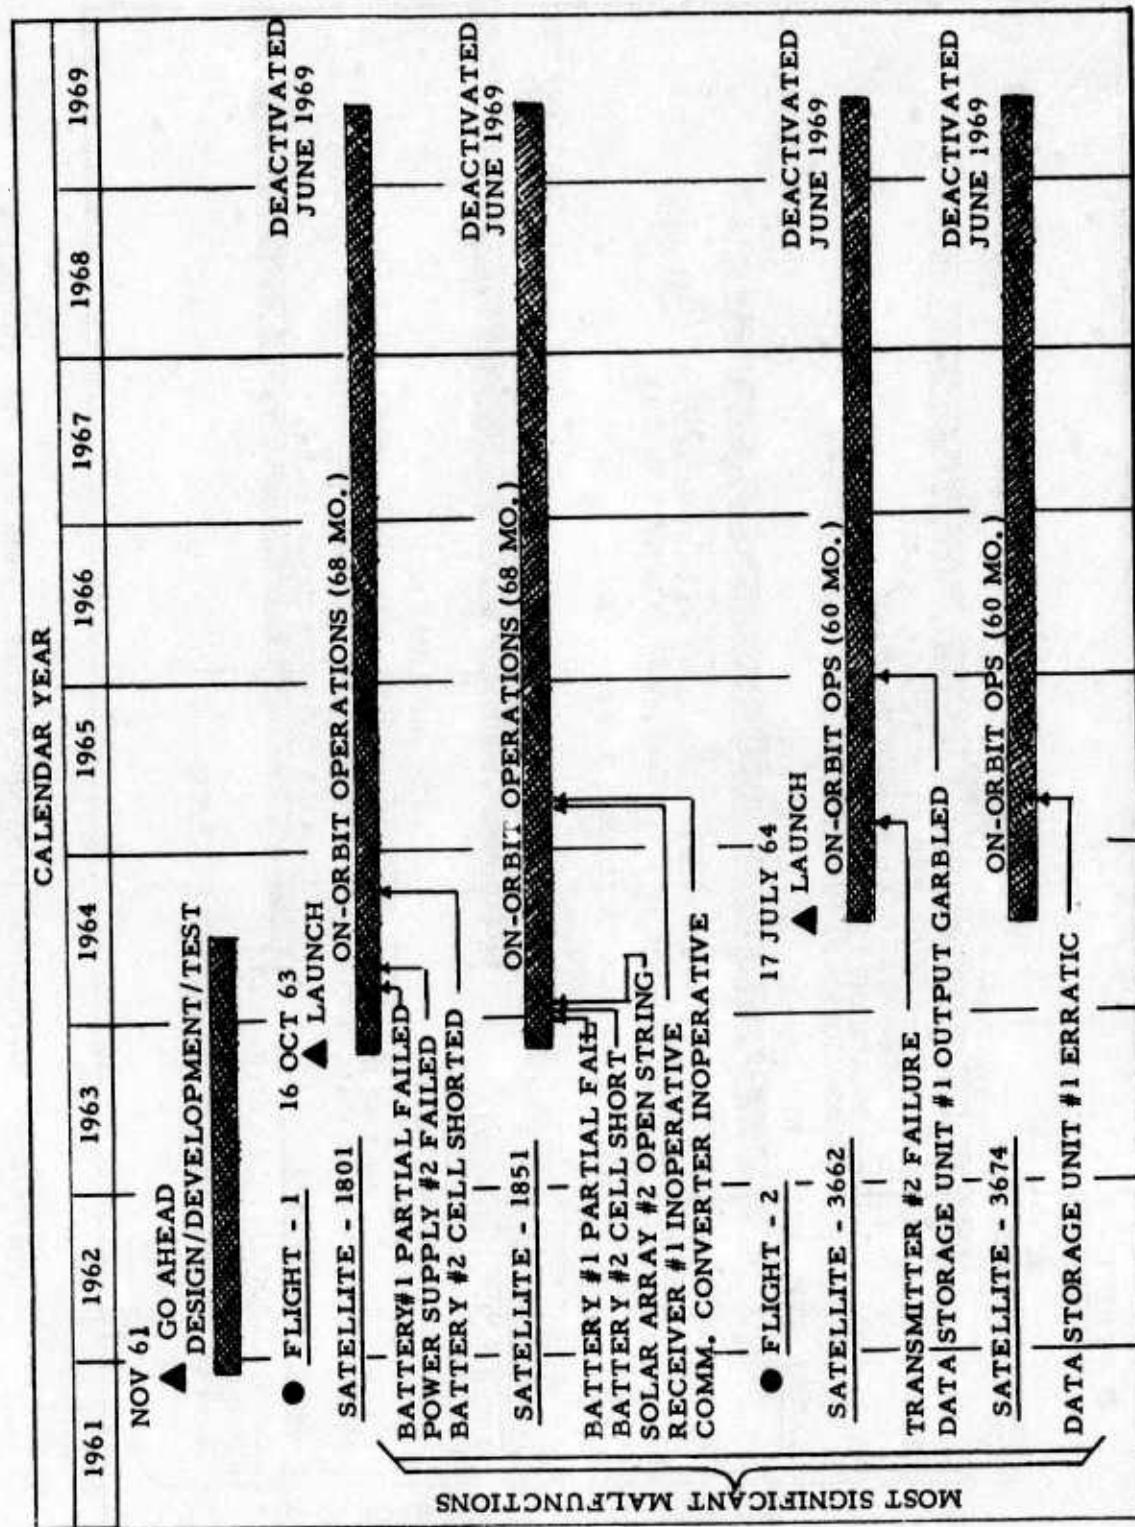 CALENDAR YEAR
1961 1962 1963 1964 1965 1966 1967 1968 1969
NOV 61
GO AHEAD
DESIGN/DEVELOPMENT/TEST
FLIGHT - 1 16 OCT 63
LAUNCH
DEACTIVATED
JUNE 1969
SATELLITE - 1801
ON-ORBIT OPERATIONS (68 MO.)
BATTERY#1 PARTIAL FAILED
POWER SUPPLY #2 FAILED
BATTERY #2 CELL SHORTED
DEACTIVATED
JUNE 1969
SATELLITE - 1851
ON-ORBIT OPERATIONS (68 MO.)
BATTERY #1 PARTIAL FAIL
BATTERY #2 CELL SHORT
SOLAR ARRAY #2 OPEN STRING
RECEIVER #1 INOPERATIVE
COMM. CONVERTER INOPERATIVE
FLIGHT - 2 17 JULY 64
LAUNCH
DEACTIVATED
JUNE 1969
SATELLITE - 3662
ON-ORBIT OPS (60 MO.)
TRANSMITTER #2 FAILURE
DATA STORAGE UNIT #1 OUTPUT GARBLED
DEACTIVATED
JUNE 1969
SATELLITE - 3674
ON-ORBIT OPS (60 MO.)
DATA STORAGE UNIT #1 ERRATIC
MOST SIGNIFICANT MALFUNCTIONS